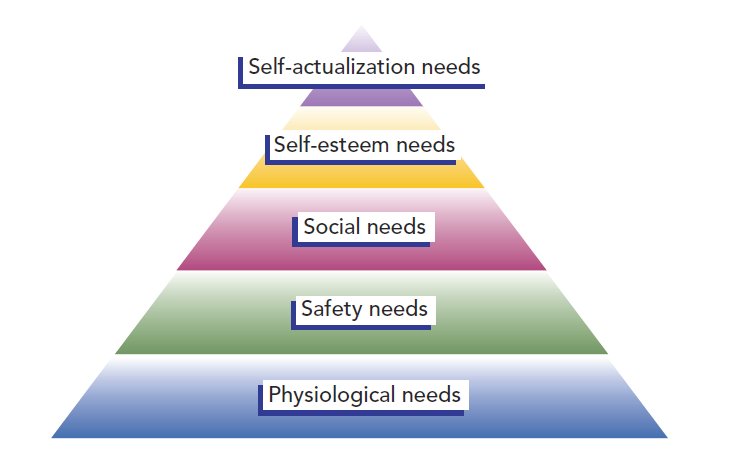 Self-actualization needs
Self-esteem needs
Social needs
Safety needs
Physiological needs